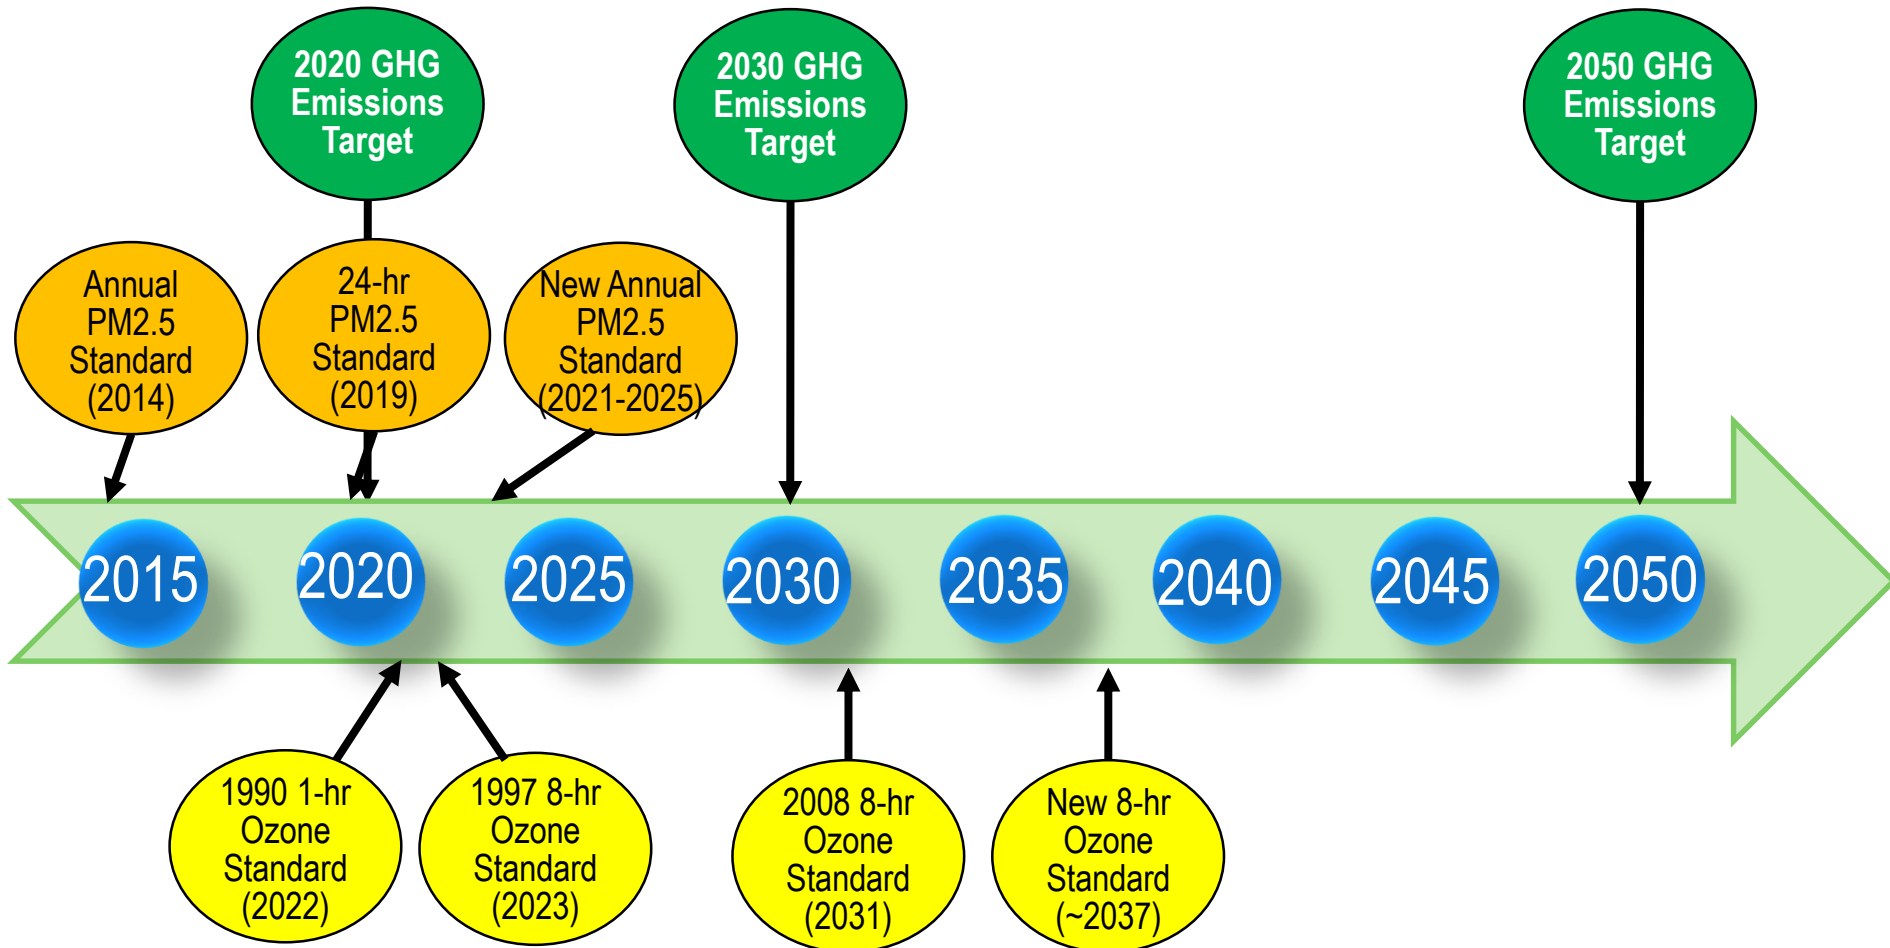 2020 GHG
Emissions
Target
2030 GHG
Emissions
Target
2050 GHG
Emissions
Target
Annual
PM2.5
Standard
(2014)
24-hr
PM2.5
Standard
(2019)
New Annual
PM2.5
Standard
(2021-2025)
2015
2020
2025
2030
2035
2040
2045
2050
1990 1-hr
Ozone
Standard
(2022)
1997 8-hr
Ozone
Standard
(2023)
2008 8-hr
Ozone
Standard
(2031)
New 8-hr
Ozone
Standard
(~2037)